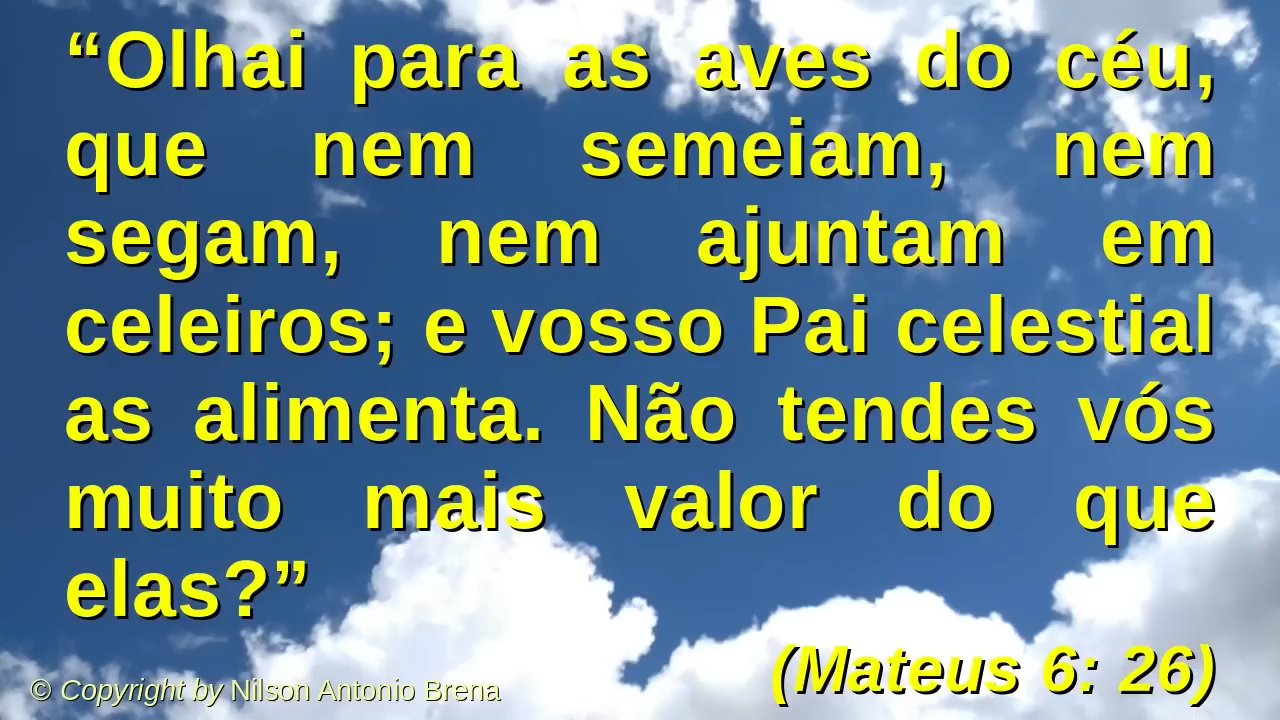 “Olhai para as aves do céu,
que nem semeiam, nem
segam, nem ajuntam em
celeiros; e vosso Pai celestial
as alimenta. Não tendes vós
muito mais valor do que
elas?”
(Mateus 6: 26)
© Copyright by Nilson Antonio Brena